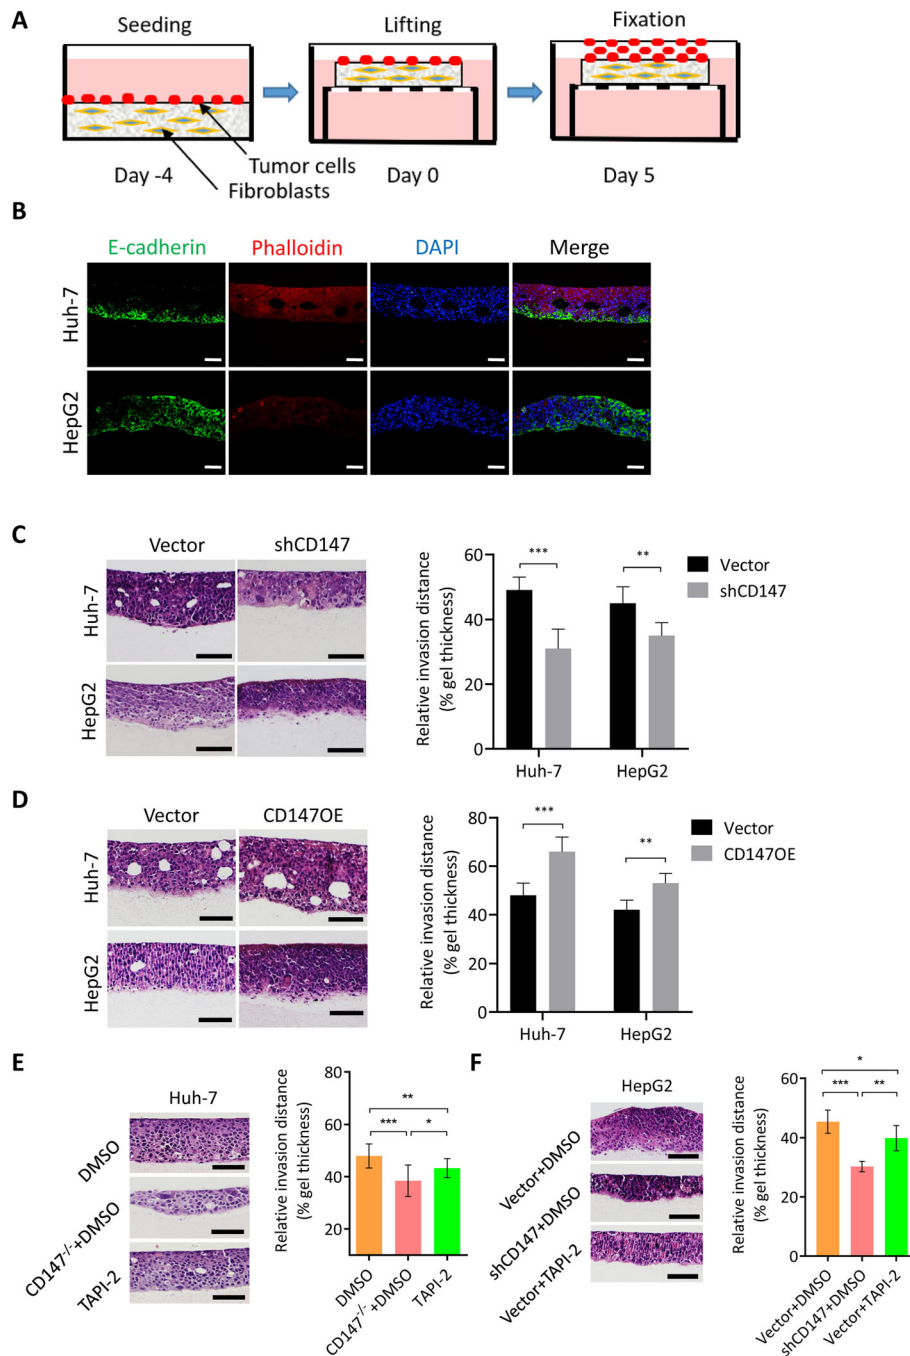 A
Seeding
Lifting
Fixation
Tumor cells
Fibroblasts
Day -4
Day 0
Day 5
B
E-cadherin
Phalloidin
DAPI
Merge
Huh-7
HepG2
C
Vector
shCD147
Huh-7
HepG2
Relative invasion distance
(% gel thickness)
60
40
20
0
***
**
Vector
shCD147
Huh-7
HepG2
D
Vector
CD147OE
Huh-7
HepG2
Relative invasion distance
(% gel thickness)
80
60
40
20
0
***
**
Vector
CD147OE
Huh-7
HepG2
E
Huh-7
DMSO
CD147-/-+DMSO
TAPI-2
Relative invasion distance
(% gel thickness)
80
60
40
**
***
*
DMSO
CD147-/-+DMSO
TAPI-2
F
HepG2
Vector+DMSO
shCD147+DMSO
Vector+TAPI-2
Relative invasion distance
(% gel thickness)
60
40
20
0
*
***
**
Vector+DMSO
shCD147+DMSO
Vector+TAPI-2